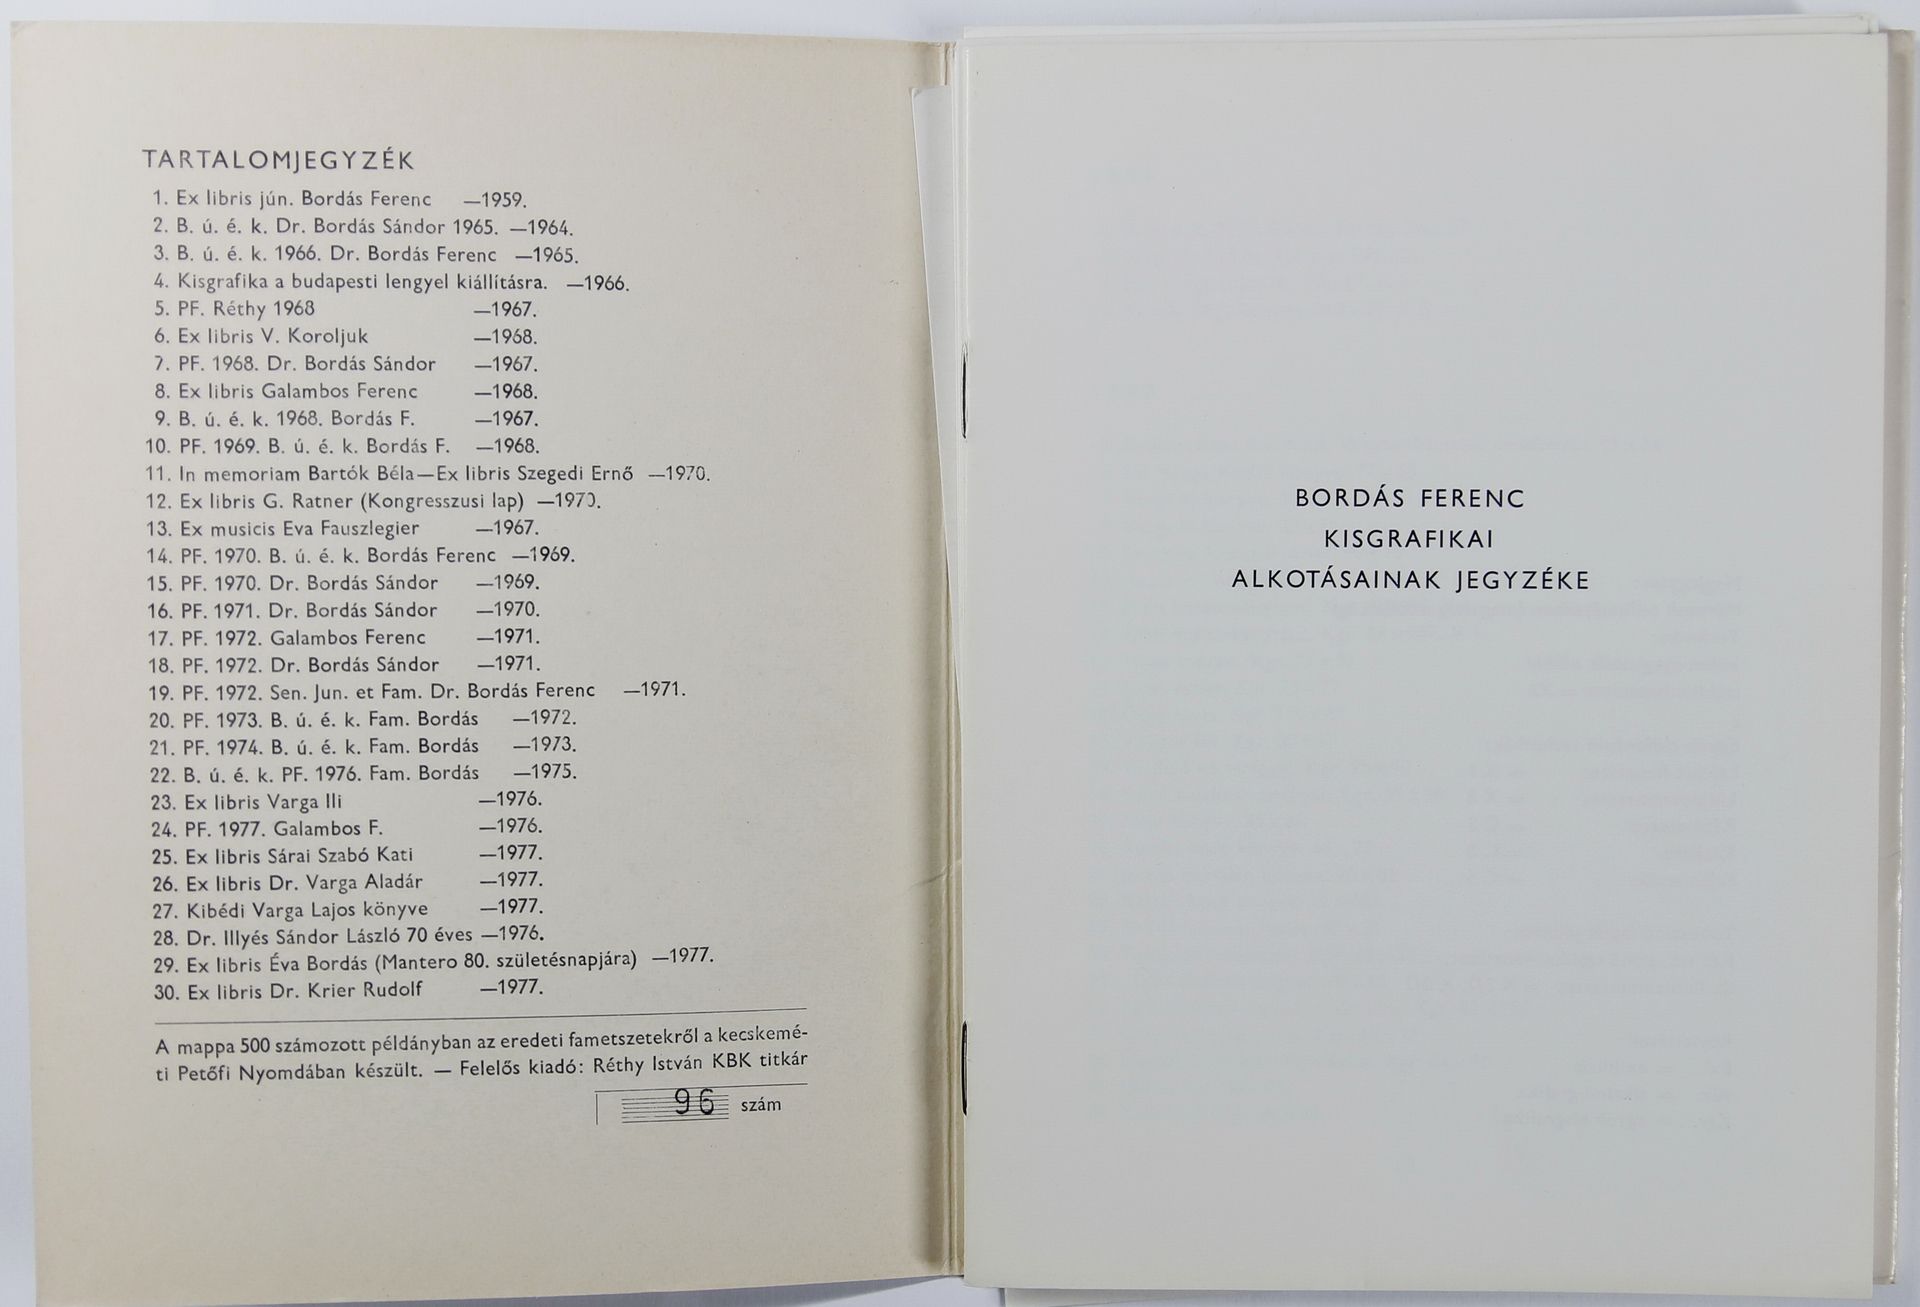 TARTALOMJEGYZÉK
1. Ex libris jún. Bordás Ferenc —1959.
2. B. ú. é. k. Dr. Bordás Sándor 1965. —1964.
3. B. ú. é. k. 1966. Dr. Bordás Ferenc —1965.
4. Kisgrafika a budapesti lengyel kiállításra. —1966.
5. PF. Réthy 1968 —1967.
6. Ex libris V. Koroljuk —1968.
7. PF. 1968. Dr. Bordás Sándor —1967.
8. Ex libris Galambos Ferenc —1968.
9. B. ú. é. k. 1968. Bordás F. —1967.
10. PF. 1969. B. ú. é. k. Bordás F. —1968.
11. In memoriam Bartók Béla—Ex libris Szegedi Ernő —1970.
12. Ex libris G. Ratner (Kongresszusi lap) —1970.
13. Ex musicis Eva Fauszlegier —1967.
14. PF. 1970. B. ú. é. k. Bordás Ferenc —1969.
15. PF. 1970. Dr. Bordás Sándor —1969.
16. PF. 1971. Dr. Bordás Sándor —1970.
17. PF. 1972. Galambos Ferenc —1971.
18. PF. 1972. Dr. Bordás Sándor —1971.
19. PF. 1972. Sen. Jun. et Fam. Dr. Bordás Ferenc —1971.
20. PF. 1973. B. ú. é. k. Fam. Bordás —1972.
21. PF. 1974. B. ú. é. k. Fam. Bordás —1973.
22. B. ú. é. k. PF. 1976. Fam. Bordás —1975.
23. Ex libris Varga Ili —1976.
24. PF. 1977. Galambos F. —1976.
25. Ex libris Sárai Szabó Kati —1977.
26. Ex libris Dr. Varga Aladár —1977.
27. Kibédi Varga Lajos könyve —1977.
28. Dr. Illyés Sándor László 70 éves —1976.
29. Ex libris Éva Bordás (Mantero 80. születésnapjára) —1977.
30. Ex libris Dr. Krier Rudolf —1977.
A mappa 500 számozott példányban az eredeti fametszetekről a kecskemé-
ti Petőfi Nyomdában készült. — Felelős kiadó: Réthy István KBK titkár
96 szám
BORDÁS FERENC
KISGRAFIKAI
ALKOTÁSAINAK JEGYZÉKE